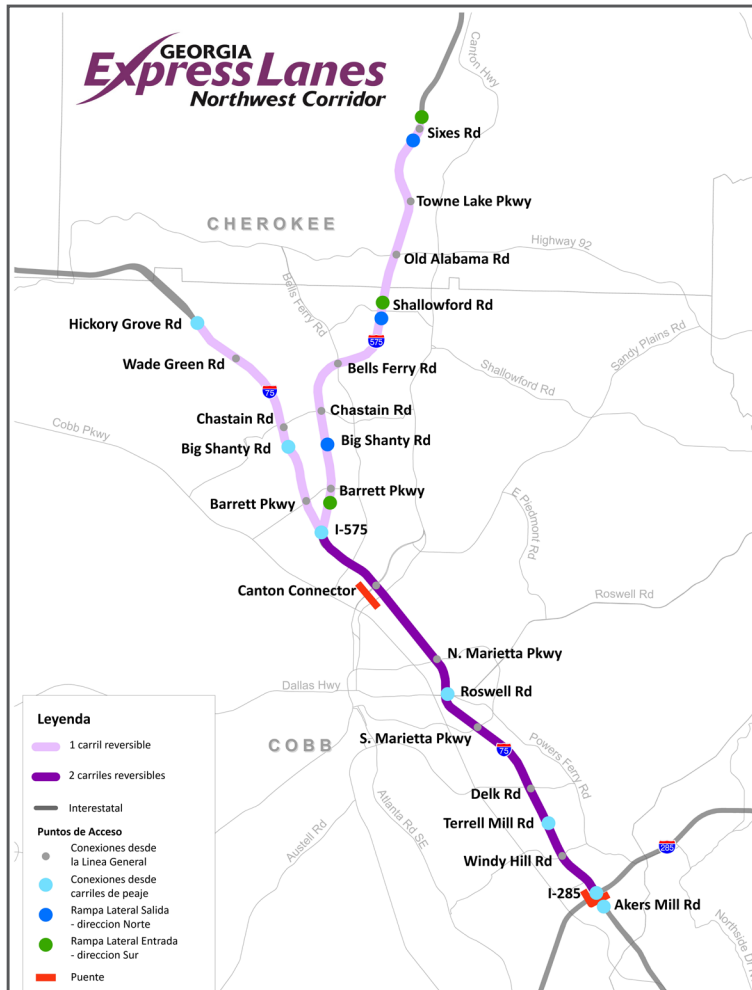 GEORGIA
Express Lanes
Northwest Corridor
Canton Hwy
Sixes Rd
Towne Lake Pkwy
CHEROKEE
Highway 92
Old Alabama Rd
Bells Ferry Rd
Shallowford Rd
Hickory Grove Rd
575
Sandy Plains Rd
Wade Green Rd
Bells Ferry Rd
Shallowford Rd
75
Chastain Rd
Chastain Rd
Cobb Pkwy
Big Shanty Rd
Big Shanty Rd
Barrett Pkwy
Barrett Pkwy
E Piedmont Rd
I-575
Canton Connector
Roswell Rd
N. Marietta Pkwy
Dallas Hwy
Roswell Rd
S. Marietta Pkwy
COBB
75
Powers Ferry Rd
Delk Rd
Atlanta Rd SE
Austell Rd
Terrell Mill Rd
Windy Hill Rd
285
I-285
Akers Mill Rd
Leyenda
1 carril reversible
2 carriles reversibles
Interestatal
Puntos de Acceso
Conexiones desde
la Linea General
Conexiones desde
carriles de peaje
Rampa Lateral Salida
- direccion Norte
Rampa Lateral Entrada
- direccion Sur
Puente